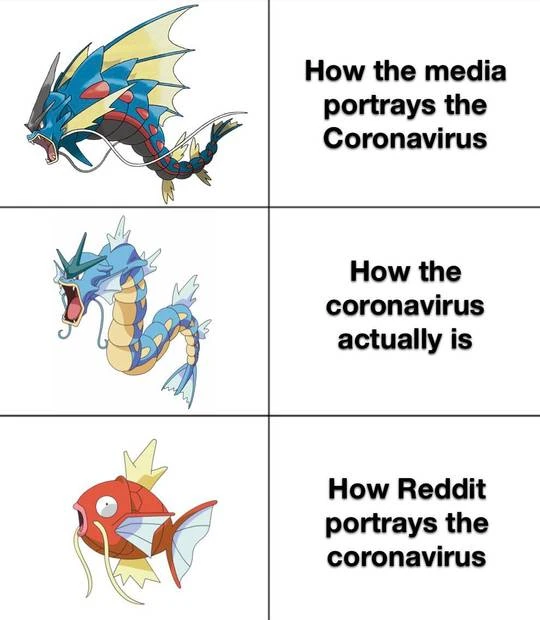 How the media
portrays the
Coronavirus
How the
coronavirus
actually is
How Reddit
portrays the
coronavirus